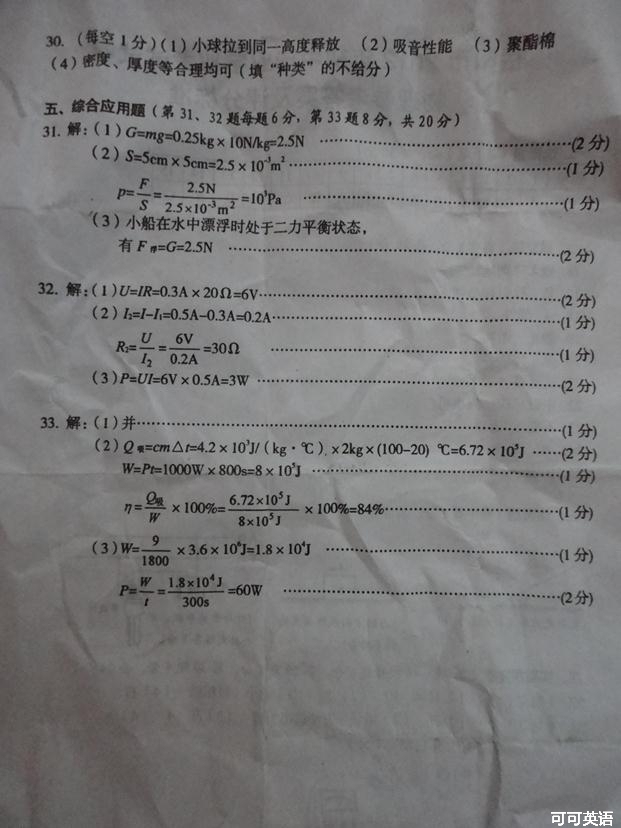 30. (每空1分)(1)小球拉到同一高度释放 (2)吸音性能 (3)聚酯棉
(4)密度、厚度等合理均可(填“种类”的不给分)
五、综合应用题(第31、32题每题6分,第33题8分,共20分)
31. 解:(1)G=mg=0.25kg×10N/kg=2.5N ……(2分)
(2)S=5cm×5cm=2.5×10⁻³m² ……(1分)
p=F/S=2.5N/2.5×10⁻³m²=10³Pa ……(1分)
(3)小船在水中漂浮时处于二力平衡状态,
有F浮=G=2.5N ……(2分)
32. 解:(1)U=IR=0.3A×20Ω=6V……(2分)
(2)I₂=I-I₁=0.5A-0.3A=0.2A……(1分)
R₂=U/I₂=6V/0.2A=30Ω ……(1分)
(3)P=UI=6V×0.5A=3W ……(2分)
33. 解:(1)并……(1分)
(2)Q吸=cm△t=4.2×10³J/(kg·℃)×2kg×(100-20)℃=6.72×10⁵J ……(2分)
W=Pt=1000W×800s=8×10⁵J ……(1分)
η=Q吸/W×100%=6.72×10⁵J/8×10⁵J×100%=84%……(1分)
(3)W=9/1800×3.6×10⁶J=1.8×10⁴J ……(1分)
P=W/t=1.8×10⁴J/300s=60W ……(2分)
可可英语